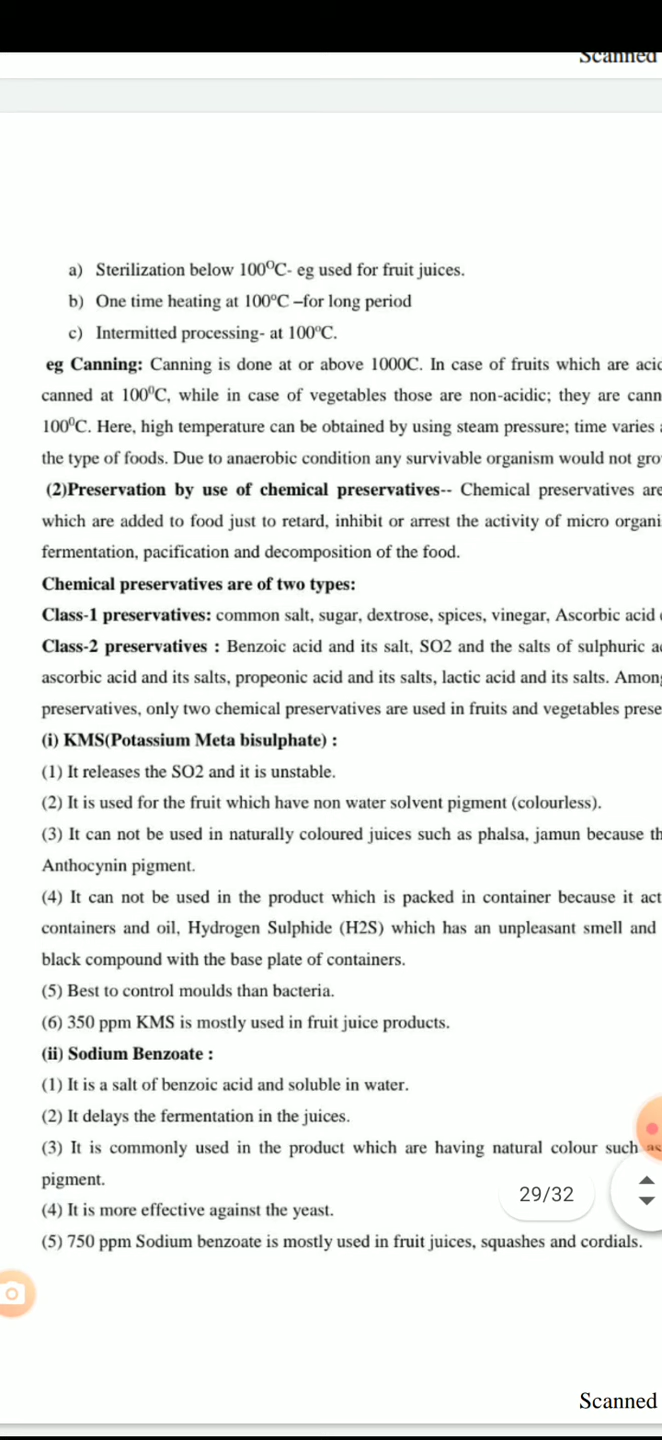 Scanned
a) Sterilization below 100⁰C- eg used for fruit juices.
b) One time heating at 100⁰C –for long period
c) Intermitted processing- at 100⁰C.
eg Canning: Canning is done at or above 1000C. In case of fruits which are
canned at 100⁰C, while in case of vegetables those are non-acidic; they are
100⁰C. Here, high temperature can be obtained by using steam pressure; time varies
the type of foods. Due to anaerobic condition any survivable organism would not
(2)Preservation by use of chemical preservatives-- Chemical preservatives are
which are added to food just to retard, inhibit or arrest the activity of micro
fermentation, pacification and decomposition of the food.
Chemical preservatives are of two types:
Class-1 preservatives: common salt, sugar, dextrose, spices, vinegar, Ascorbic acid
Class-2 preservatives : Benzoic acid and its salt, SO2 and the salts of sulphuric
ascorbic acid and its salts, propeonic acid and its salts, lactic acid and its salts.
preservatives, only two chemical preservatives are used in fruits and vegetables
(i) KMS(Potassium Meta bisulphate) :
(1) It releases the SO2 and it is unstable.
(2) It is used for the fruit which have non water solvent pigment (colourless).
(3) It can not be used in naturally coloured juices such as phalsa, jamun because
Anthocynin pigment.
(4) It can not be used in the product which is packed in container because it
containers and oil, Hydrogen Sulphide (H2S) which has an unpleasant smell and
black compound with the base plate of containers.
(5) Best to control moulds than bacteria.
(6) 350 ppm KMS is mostly used in fruit juice products.
(ii) Sodium Benzoate :
(1) It is a salt of benzoic acid and soluble in water.
(2) It delays the fermentation in the juices.
(3) It is commonly used in the product which are having natural colour such as
pigment.
29/32
(4) It is more effective against the yeast.
(5) 750 ppm Sodium benzoate is mostly used in fruit juices, squashes and cordials.
Scanned